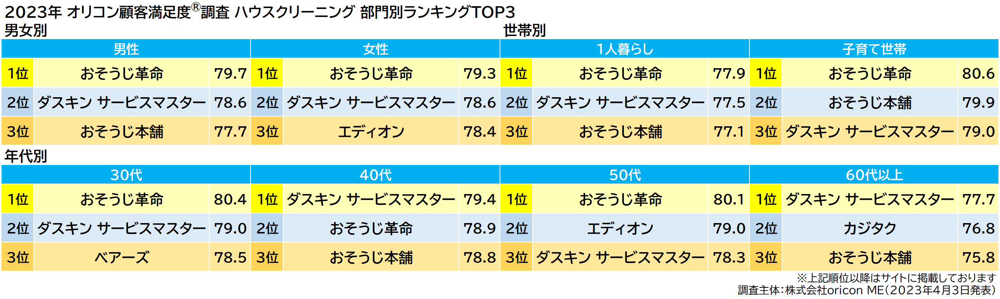 2023年 オリコン顧客満足度®調査 ハウスクリーニング 部門別ランキングTOP3
男女別 世帯別
男性 女性 1人暮らし 子育て世帯
1位 おそうじ革命 79.7 1位 おそうじ革命 79.3 1位 おそうじ革命 77.9 1位 おそうじ革命 80.6
2位 ダスキン サービスマスター 78.6 2位 ダスキン サービスマスター 78.6 2位 ダスキン サービスマスター 77.5 2位 おそうじ本舗 79.9
3位 おそうじ本舗 77.7 3位 エディオン 78.4 3位 おそうじ本舗 77.1 3位 ダスキン サービスマスター 79.0
年代別
30代 40代 50代 60代以上
1位 おそうじ革命 80.4 1位 ダスキン サービスマスター 79.4 1位 おそうじ革命 80.1 1位 ダスキン サービスマスター 77.7
2位 ダスキン サービスマスター 79.0 2位 おそうじ革命 78.9 2位 エディオン 79.0 2位 カジタク 76.8
3位 ベアーズ 78.5 3位 おそうじ本舗 78.8 3位 ダスキン サービスマスター 78.3 3位 おそうじ本舗 75.8
※上記順位以降はサイトに掲載しております
調査主体：株式会社oricon ME（2023年4月3日発表）